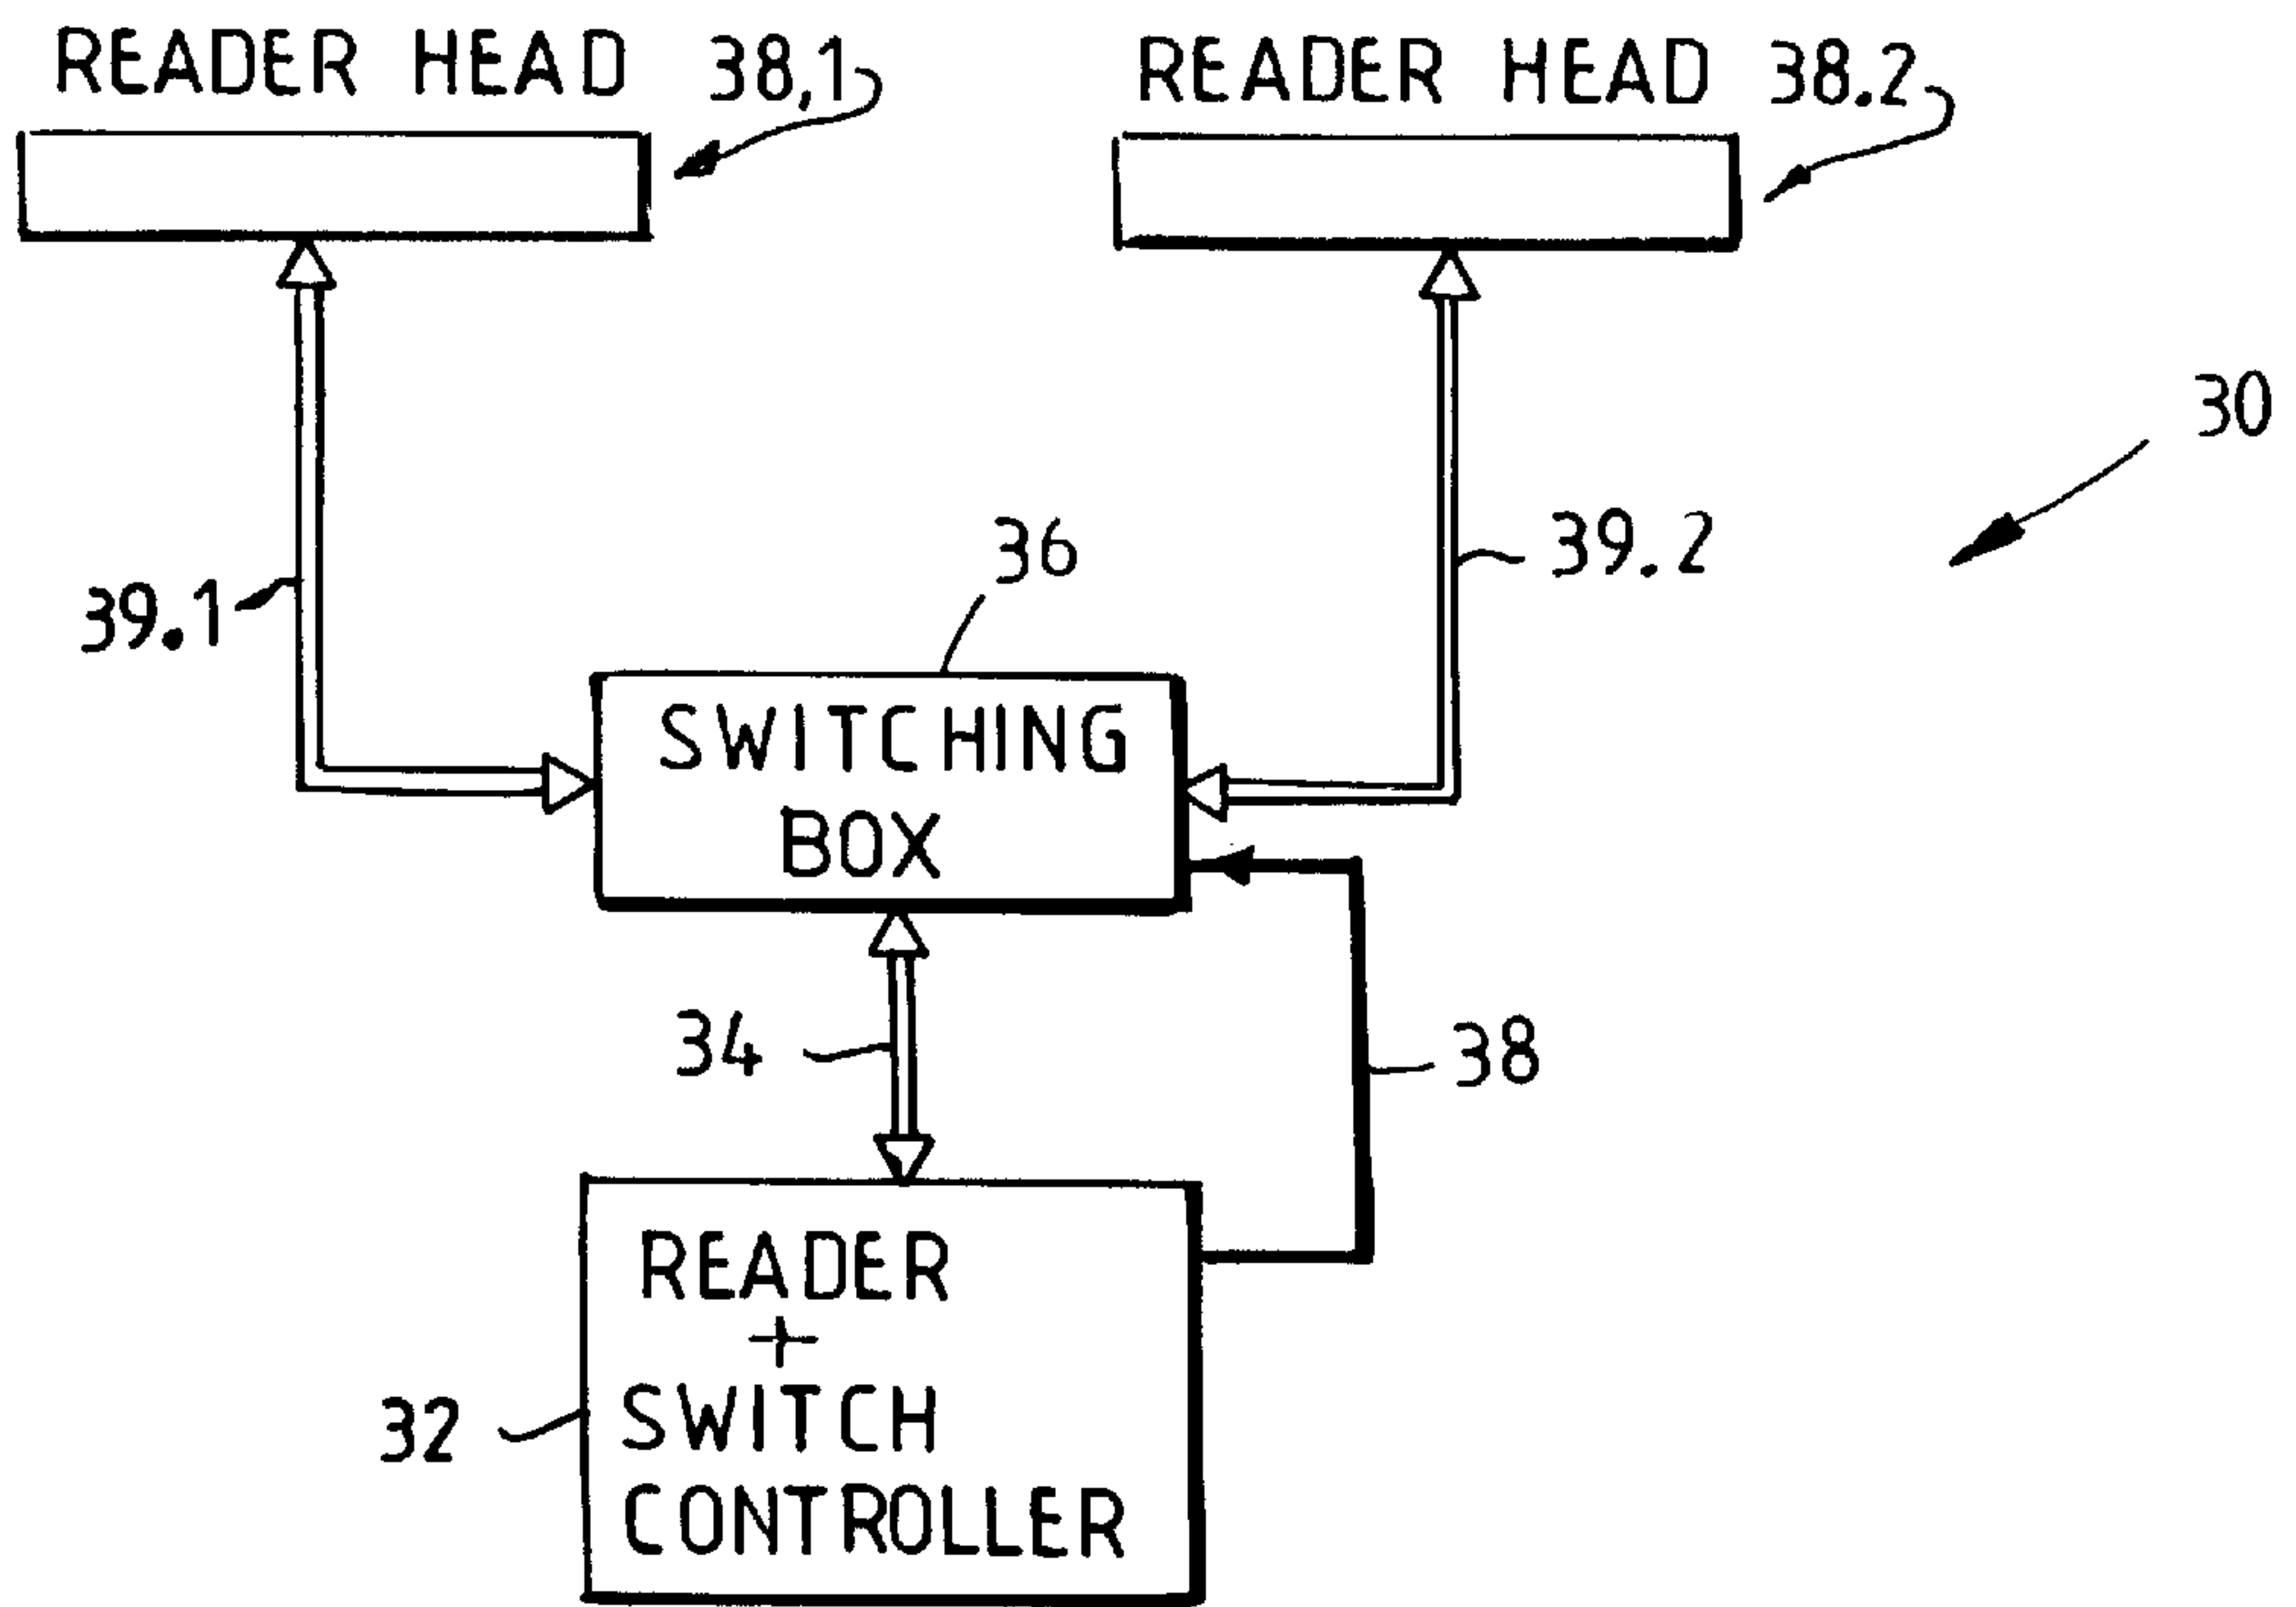 READER HEAD 38,1
READER HEAD 38.2
30
36
39.2
39.1
SWITCHING
BOX
34
38
READER
+
SWITCH
32
CONTROLLER